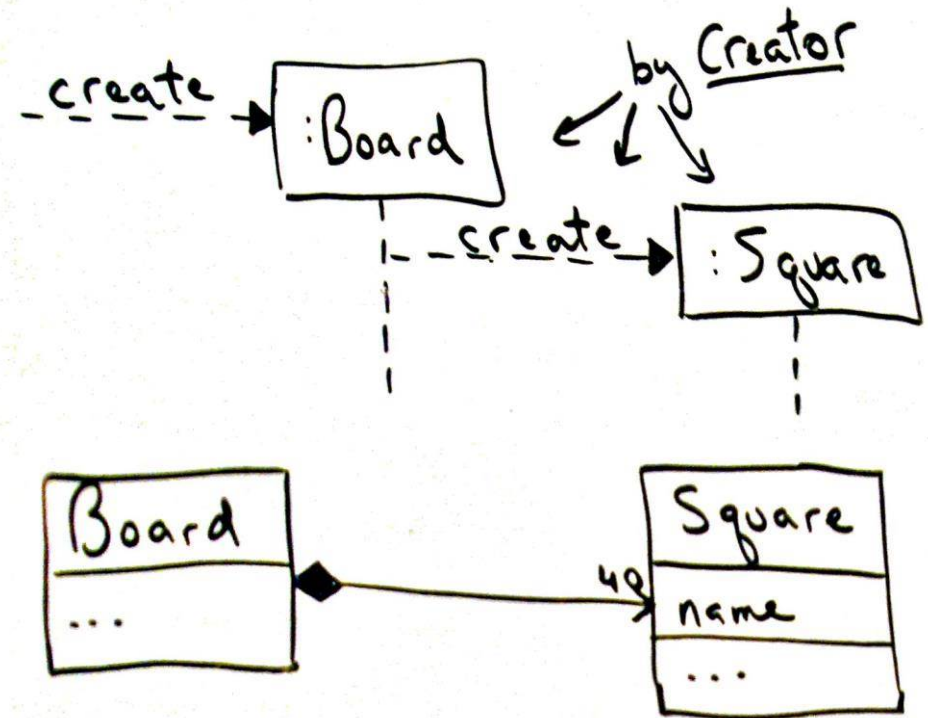 create
:Board
by Creator
create
:Square
Board
...
40
Square
name
...